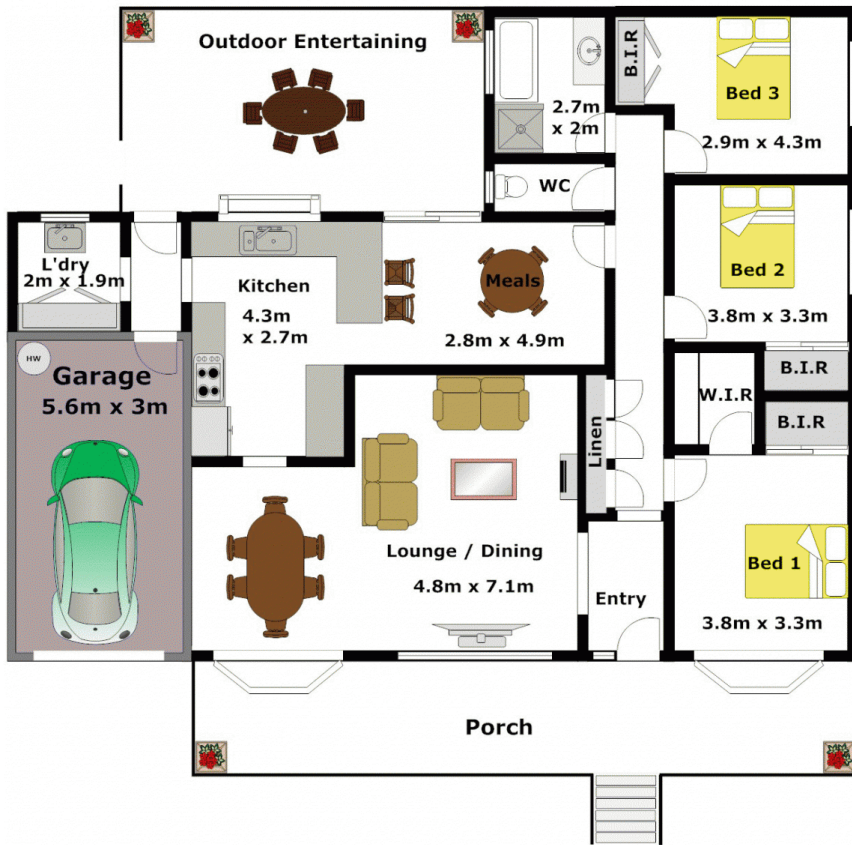 Outdoor Entertaining
B.I.R
Bed 3
2.9m x 4.3m
2.7m
x 2m
WC
L'dry
2m x 1.9m
Kitchen
4.3m
x 2.7m
Meals
2.8m x 4.9m
Bed 2
3.8m x 3.3m
B.I.R
W.I.R
B.I.R
HW
Garage
5.6m x 3m
Linen
Lounge / Dining
4.8m x 7.1m
Entry
Bed 1
3.8m x 3.3m
Porch